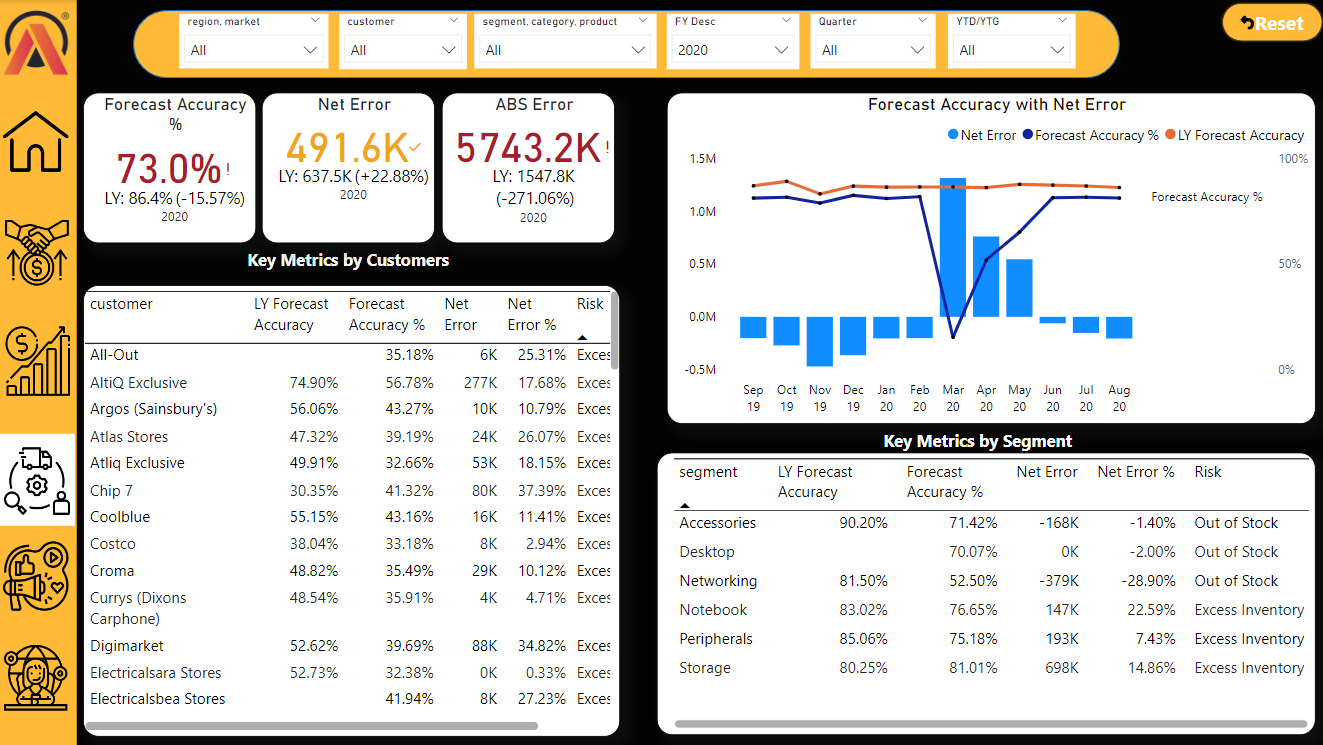 region, market
customer
segment, category, product
FY Desc
Quarter
YTD/YTG
All
All
All
2020
All
All
Reset
Forecast Accuracy
%
73.0%!
LY: 86.4% (-15.57%)
2020
Net Error
491.6K✓
LY: 637.5K (+22.88%)
2020
ABS Error
5743.2K!
LY: 1547.8K
(-271.06%)
2020
Forecast Accuracy with Net Error
Net Error Forecast Accuracy % LY Forecast Accuracy
1.5M
1.0M
0.5M
0.0M
-0.5M
100%
50%
0%
Forecast Accuracy %
Sep 19
Oct 19
Nov 19
Dec 19
Jan 20
Feb 20
Mar 20
Apr 20
May 20
Jun 20
Jul 20
Aug 20
Key Metrics by Customers
customer LY Forecast Accuracy Forecast Accuracy % Net Error Net Error % Risk
All-Out 35.18% 6K 25.31% Exces
AltiQ Exclusive 74.90% 56.78% 277K 17.68% Exces
Argos (Sainsbury's) 56.06% 43.27% 10K 10.79% Exces
Atlas Stores 47.32% 39.19% 24K 26.07% Exces
Atliq Exclusive 49.91% 32.66% 53K 18.15% Exces
Chip 7 30.35% 41.32% 80K 37.39% Exces
Coolblue 55.15% 43.16% 16K 11.41% Exces
Costco 38.04% 33.18% 8K 2.94% Exces
Croma 48.82% 35.49% 29K 10.12% Exces
Currys (Dixons Carphone) 48.54% 35.91% 4K 4.71% Exces
Digimarket 52.62% 39.69% 88K 34.82% Exces
Electricalsara Stores 52.73% 32.38% 0K 0.33% Exces
Electricalsbea Stores 41.94% 8K 27.23% Exces
Key Metrics by Segment
segment LY Forecast Accuracy Forecast Accuracy % Net Error Net Error % Risk
Accessories 90.20% 71.42% -168K -1.40% Out of Stock
Desktop 70.07% 0K -2.00% Out of Stock
Networking 81.50% 52.50% -379K -28.90% Out of Stock
Notebook 83.02% 76.65% 147K 22.59% Excess Inventory
Peripherals 85.06% 75.18% 193K 7.43% Excess Inventory
Storage 80.25% 81.01% 698K 14.86% Excess Inventory